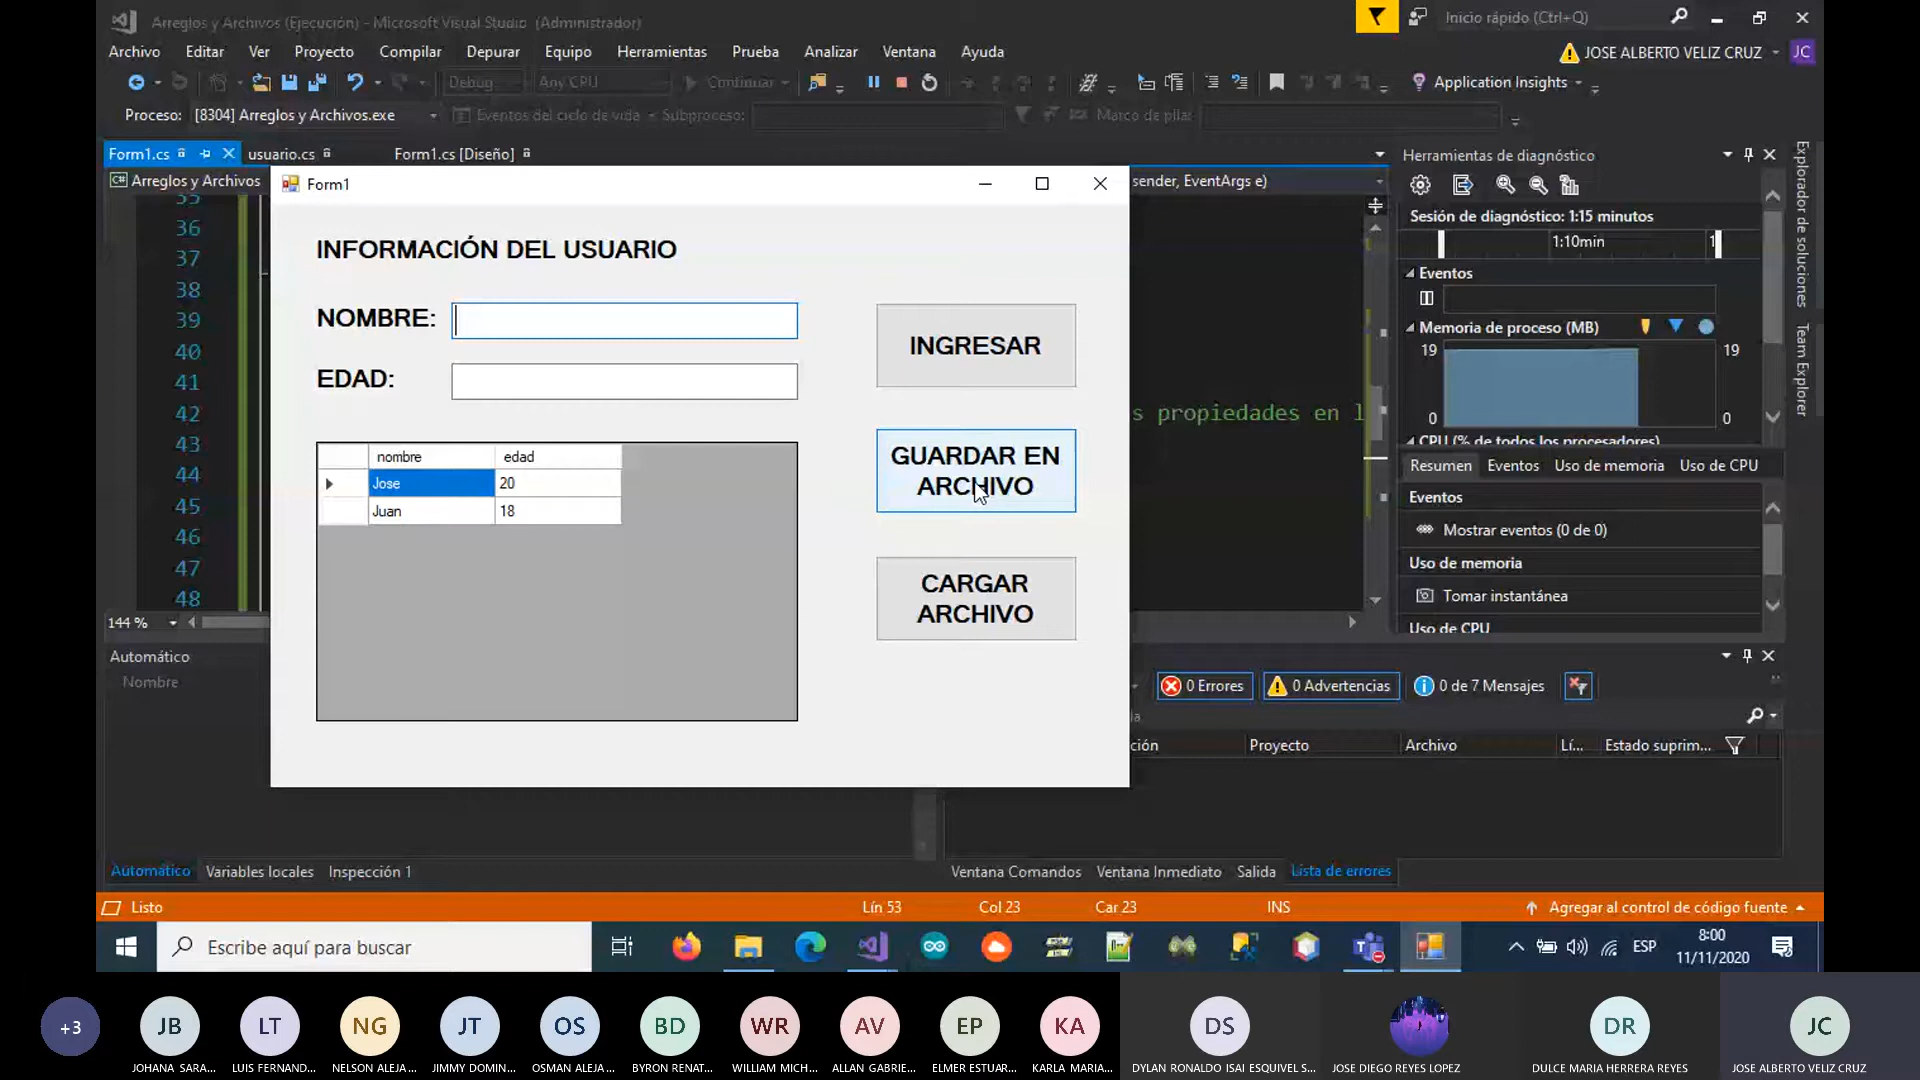 Arreglos y Archivos (Ejecución) - Microsoft Visual Studio (Administrador)
Inicio rápido (Ctrl+Q)
Archivo Editar Ver Proyecto Compilar Depurar Equipo Herramientas Prueba Analizar Ventana Ayuda
JOSE ALBERTO VELIZ CRUZ JC
Debug Any CPU Continuar Application Insights
Proceso: [8304] Arreglos y Archivos.exe Eventos del ciclo de vida Subproceso: Marco de pila:
Form1.cs usuario.cs Form1.cs [Diseño]
Arreglos y Archivos
sender, EventArgs e)
Form1
INFORMACIÓN DEL USUARIO
NOMBRE:
EDAD:
INGRESAR
GUARDAR EN
ARCHIVO
CARGAR
ARCHIVO
nombre edad
Jose 20
Juan 18
35
36
37
38
39
40
41
42
43
44
45
46
47
48
s propiedades en l
144 %
Herramientas de diagnóstico
Sesión de diagnóstico: 1:15 minutos
1:10min 1
Eventos
Memoria de proceso (MB)
19 19
0 0
CPU (% de todos los procesadores)
Resumen Eventos Uso de memoria Uso de CPU
Eventos
Mostrar eventos (0 de 0)
Uso de memoria
Tomar instantánea
Uso de CPU
Explorador de soluciones
Team Explorer
Automático
Nombre
0 Errores 0 Advertencias 0 de 7 Mensajes
da
ción Proyecto Archivo Lí... Estado suprim...
Automático Variables locales Inspección 1
Ventana Comandos Ventana Inmediato Salida Lista de errores
Listo Lín 53 Col 23 Car 23 INS Agregar al control de código fuente
Escribe aquí para buscar
ESP
8:00
11/11/2020
+3
JB
LT
NG
JT
OS
BD
WR
AV
EP
KA
DS
DR
JC
JOHANA SARA...
LUIS FERNAND...
NELSON ALEJA...
JIMMY DOMIN...
OSMAN ALEJA...
BYRON RENAT...
WILLIAM MICH...
ALLAN GABRIE...
ELMER ESTUAR...
KARLA MARIA...
DYLAN RONALDO ISAI ESQUIVEL S...
JOSE DIEGO REYES LOPEZ
DULCE MARIA HERRERA REYES
JOSE ALBERTO VELIZ CRUZ